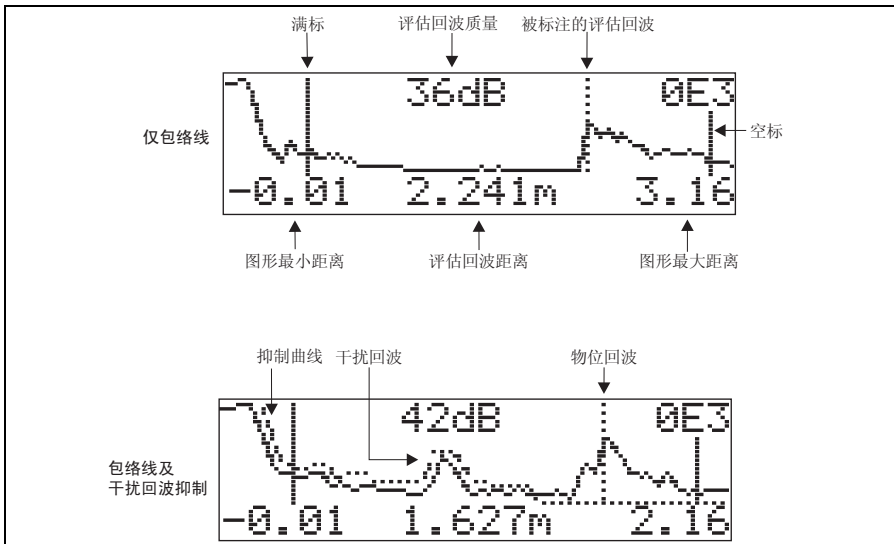 满标 评估回波质量 被标注的评估回波
36dB 0E3
仅包络线
空标
-0.01 2.241m 3.16
图形最小距离 评估回波距离 图形最大距离
抑制曲线 干扰回波 物位回波
42dB 0E3
包络线及
干扰回波抑制
-0.01 1.627m 2.16